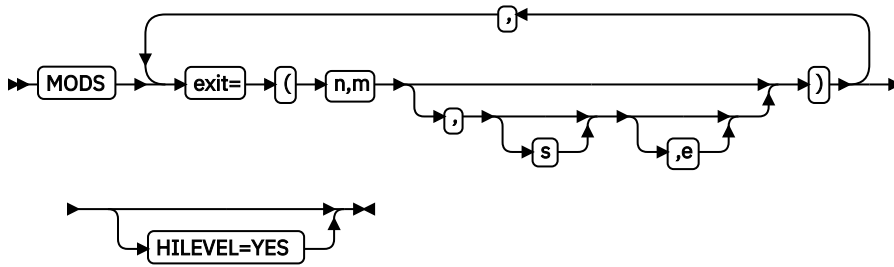 ,
MODS exit= ( n,m )
, s ,e
HILEVEL=YES